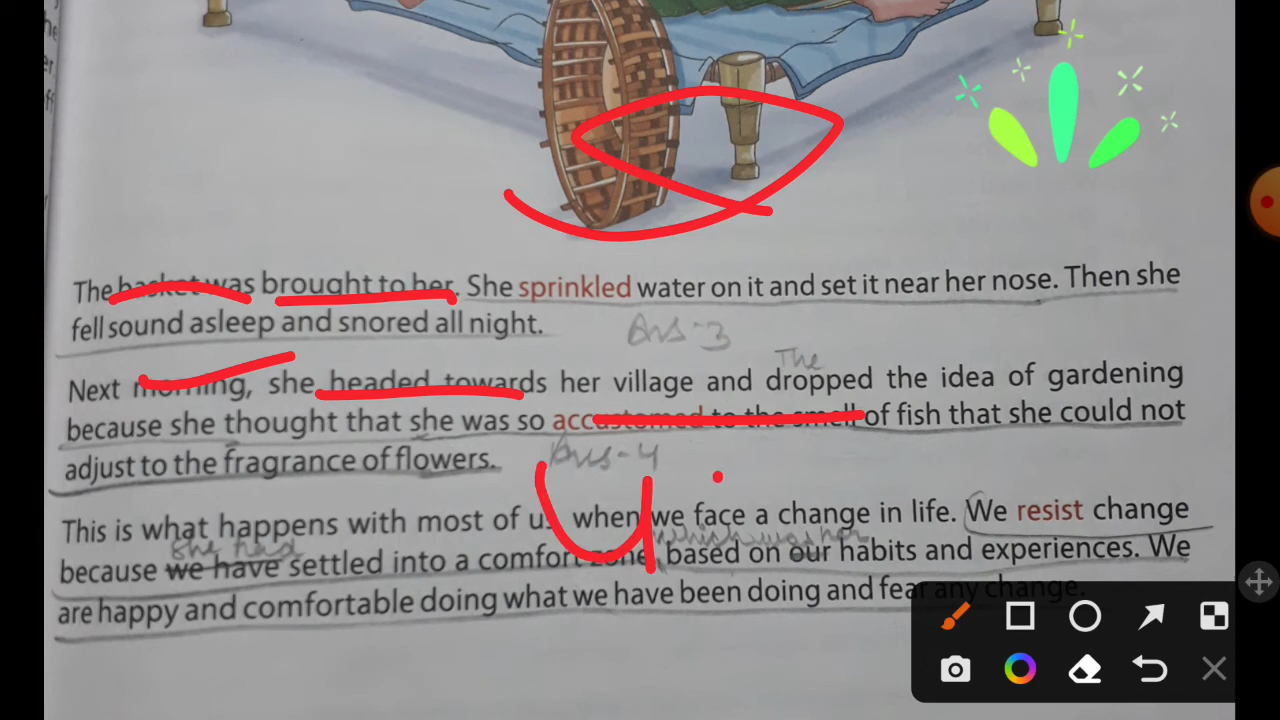 The basket was brought to her. She sprinkled water on it and set it near her nose. Then she
fell sound asleep and snored all night.
Ans-3
The
Next morning, she headed towards her village and dropped the idea of gardening
because she thought that she was so accustomed to the smell of fish that she could not
adjust to the fragrance of flowers.
Ans-4
This is what happens with most of us when we face a change in life. We resist change
she had which was her
because we have settled into a comfort zone, based on our habits and experiences. We
are happy and comfortable doing what we have been doing and fear any change.